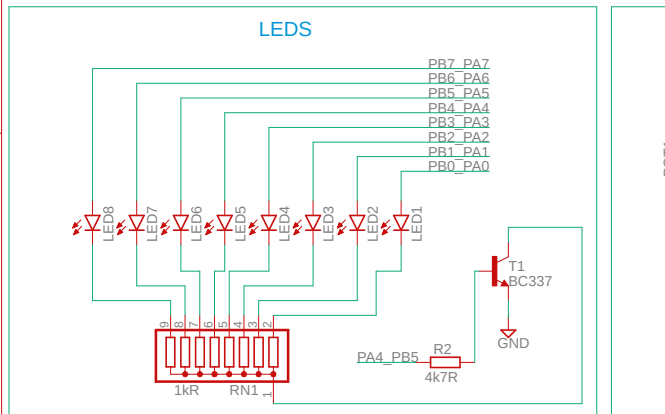 LEDS
PB7_PA7
PB6_PA6
PB5_PA5
PB4_PA4
PB3_PA3
PB2_PA2
PB1_PA1
PB0_PA0
LED8
LED7
LED6
LED5
LED4
LED3
LED2
LED1
T1
BC337
GND
9
8
7
6
5
4
3
2
PA4_PB5
R2
4k7R
1kR
RN1
1